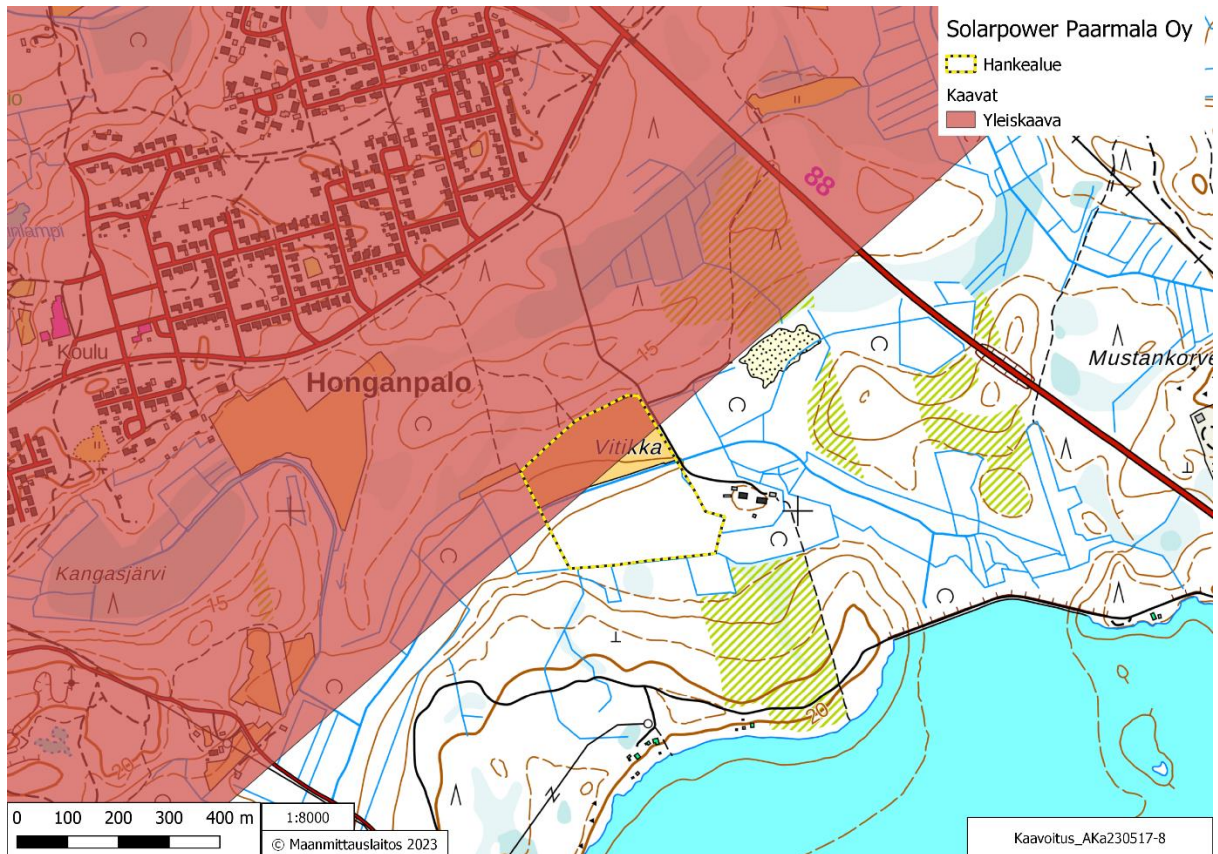 Solarpower Paarmala Oy
Hankealue
Kaavat
Yleiskaava
88
Koulu
Honganpalo
15
Mustankorve
Vitikka
Kangasjärvi
15
20
20
0 100 200 300 400 m
1:8000
© Maanmittauslaitos 2023
Kaavoitus_AKa230517-8